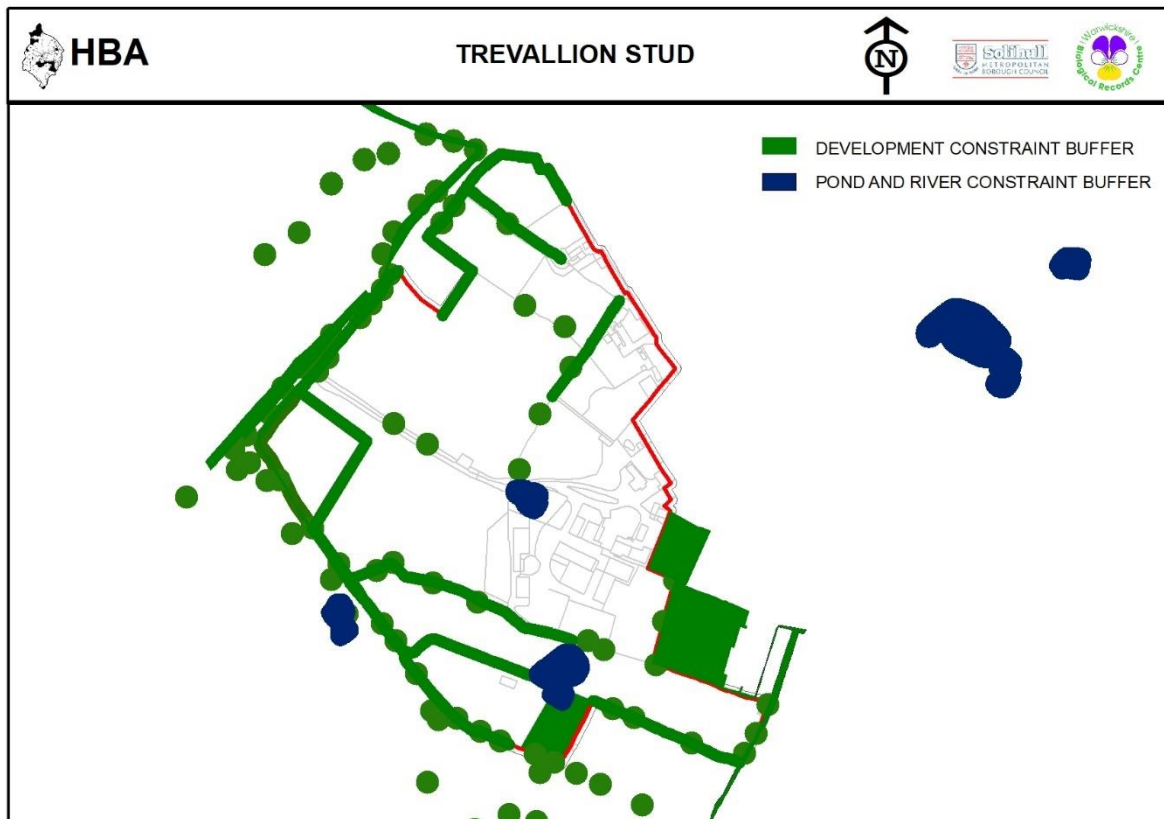 HBA
TREVALLION STUD
N
Solihull
METROPOLITAN
BOROUGH COUNCIL
Warwickshire
Biological Records Centre
DEVELOPMENT CONSTRAINT BUFFER
POND AND RIVER CONSTRAINT BUFFER